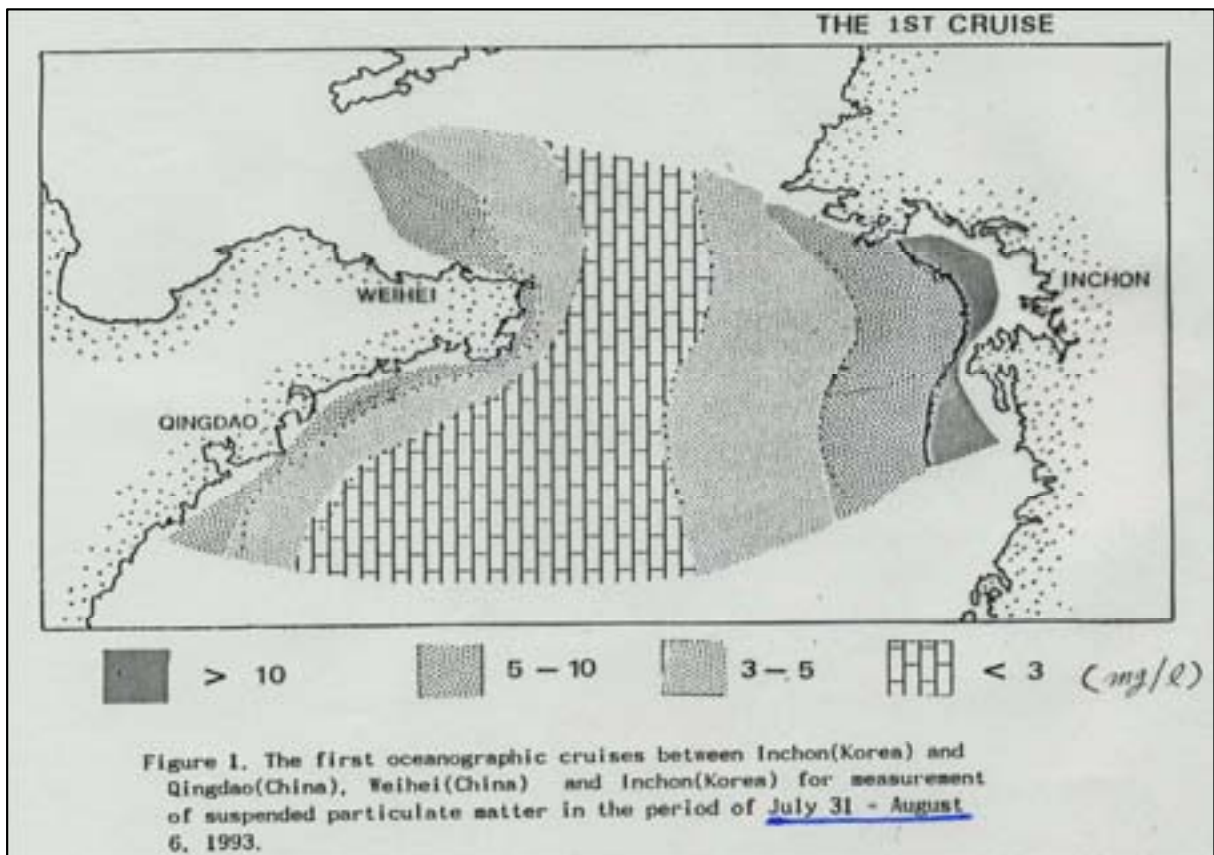 THE 1ST CRUISE
WEIHEI
INCHON
QINGDAO
> 10
5 - 10
3 - 5
< 3 (mg/l)
Figure 1. The first oceanographic cruises between Inchon(Korea) and
Qingdao(China), Weihei(China) and Inchon(Korea) for measurement
of suspended particulate matter in the period of July 31 - August
6, 1993.